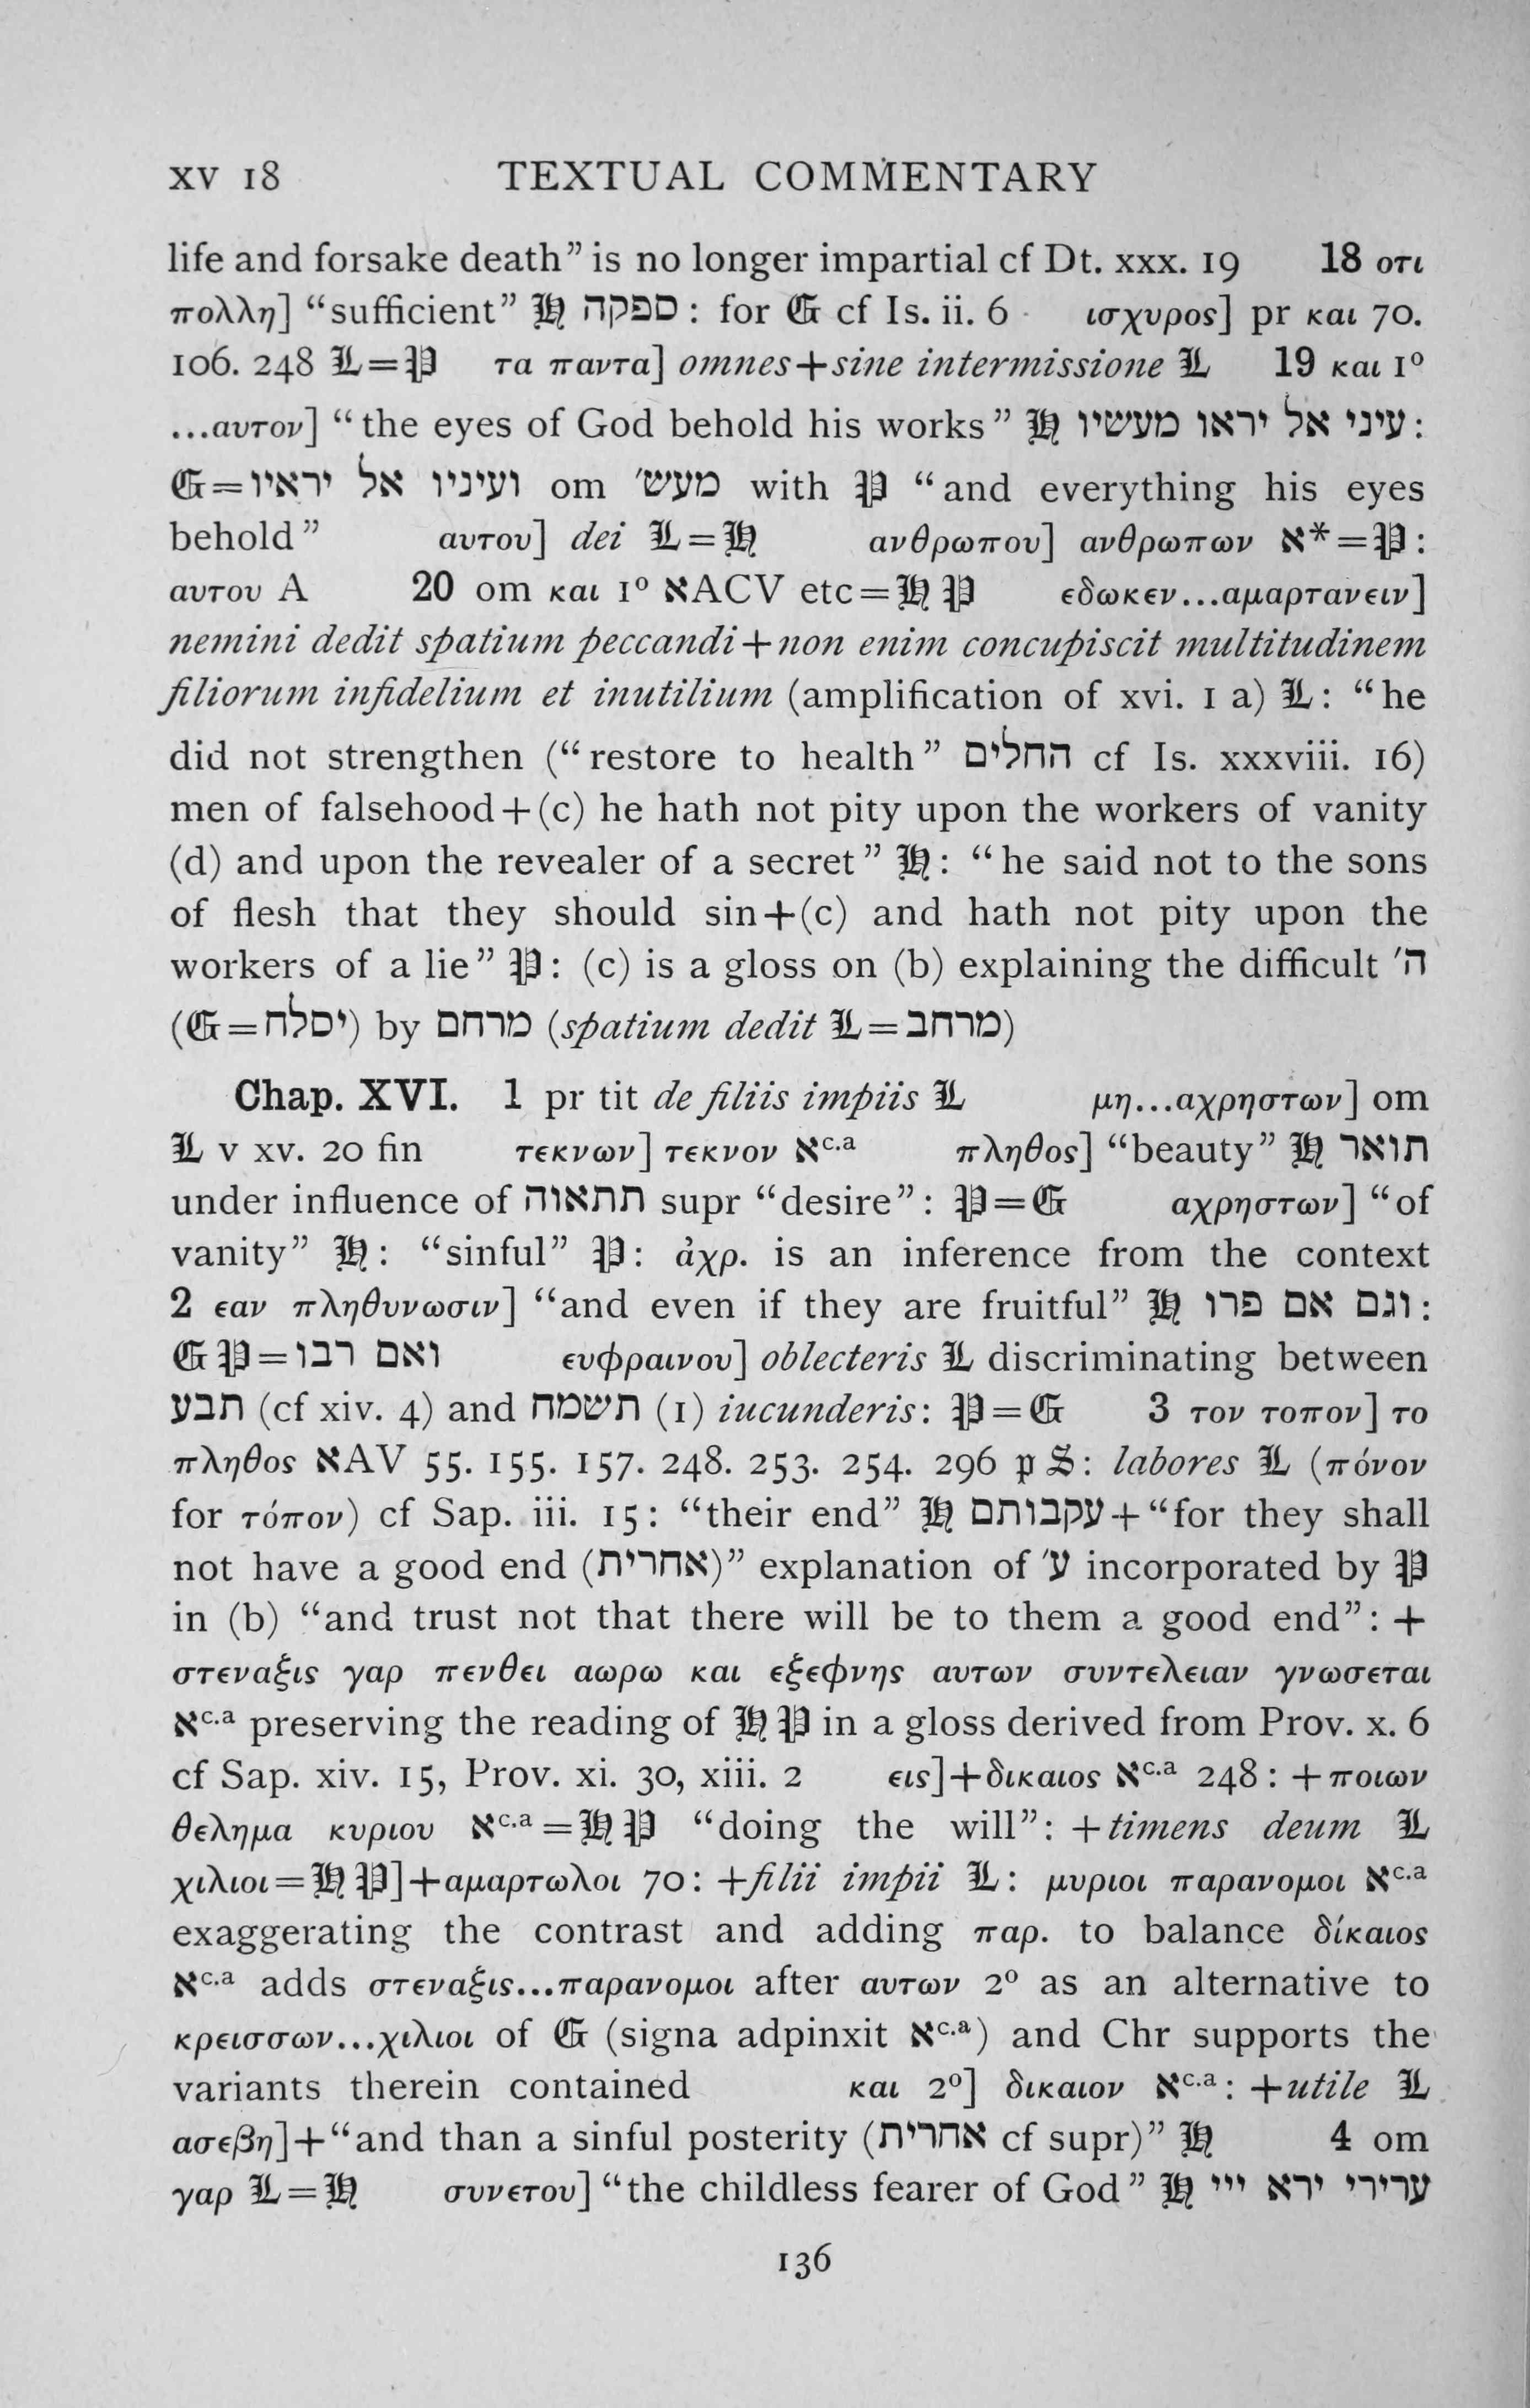 XV 18 TEXTUAL COMMENTARY
life and forsake death” is no longer impartial cf Dt. xxx. 19 18 οτι
πολλη] “sufficient” 𝕳 ספקה : for 𝕲 cf Is. ii. 6 ισχυρος] pr και 70.
106. 248 𝕷=𝕻 τα παντα] omnes+sine intermissione 𝕷 19 και 1º
...αυτον] “the eyes of God behold his works” 𝕳 עיני אל יראו מעשיו :
𝕲=ועיניו אל יראיו om מעש׳ with 𝕻 “and everything his eyes
behold” αυτου] dei 𝕷=𝕳 ανθρωπου] ανθρωπων א*=𝕻:
αυτου A 20 om και 1º אACV etc=𝕳𝕻 εδωκεν...αμαρτανειν]
nemini dedit spatium peccandi+non enim concupiscit multitudinem
filiorum infidelium et inutilium (amplification of xvi. 1 a) 𝕷: “he
did not strengthen (“restore to health” החלים cf Is. xxxviii. 16)
men of falsehood+(c) he hath not pity upon the workers of vanity
(d) and upon the revealer of a secret” 𝕳: “he said not to the sons
of flesh that they should sin+(c) and hath not pity upon the
workers of a lie” 𝕻: (c) is a gloss on (b) explaining the difficult ה׳
(𝕲=יסלח) by מרחם (spatium dedit 𝕷=מרחב)
Chap. XVI. 1 pr tit de filiis impiis 𝕷 μη...αχρηστων] om
𝕷 v xv. 20 fin τεκνων] τεκνον אc.a πληθος] “beauty” 𝕳 תואר
under influence of תתאוה supr “desire”: 𝕻=𝕲 αχρηστων] “of
vanity” 𝕳: “sinful” 𝕻: ἀχρ. is an inference from the context
2 εαν πληθυνωσιν] “and even if they are fruitful” 𝕳 וגם אם פרו :
𝕲𝕻=ואם רבו ευφραινου] oblecteris 𝕷 discriminating between
תבע (cf xiv. 4) and תשמח (1) iucunderis: 𝕻=𝕲 3 τον τοπον] το
πληθος אAV 55. 155. 157. 248. 253. 254. 296 𝔭 𝕾: labores 𝕷 (πόνον
for τόπον) cf Sap. iii. 15: “their end” 𝕳 עקבותם+“for they shall
not have a good end (אחרית)” explanation of ע׳ incorporated by 𝕻
in (b) “and trust not that there will be to them a good end”: +
στεναξις γαρ πενθει αωρω και εξεφνης αυτων συντελειαν γνωσεται
אc.a preserving the reading of 𝕳𝕻 in a gloss derived from Prov. x. 6
cf Sap. xiv. 15, Prov. xi. 30, xiii. 2 εις]+δικαιος אc.a 248: +ποιων
θελημα κυριου אc.a=𝕳𝕻 “doing the will”: +timens deum 𝕷
χιλιοι=𝕳𝕻]+αμαρτωλοι 70: +filii impii 𝕷: μυριοι παρανομοι אc.a
exaggerating the contrast and adding παρ. to balance δίκαιος
אc.a adds στεναξις...παρανομοι after αυτων 2º as an alternative to
κρεισσων...χιλιοι of 𝕲 (signa adpinxit אc.a) and Chr supports the
variants therein contained και 2º] δικαιον אc.a: +utile 𝕷
ασεβη]+“and than a sinful posterity (אחרית cf supr)” 𝕳 4 om
γαρ 𝕷=𝕳 συνετου] “the childless fearer of God” 𝕳 ערירי ירא ייי
136